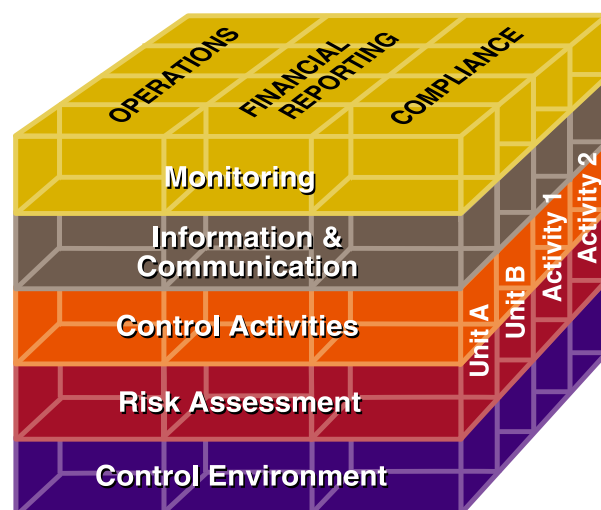 OPERATIONS
FINANCIAL
REPORTING
COMPLIANCE
Monitoring
Information &
Communication
Control Activities
Risk Assessment
Control Environment
Unit A
Unit B
Activity 1
Activity 2